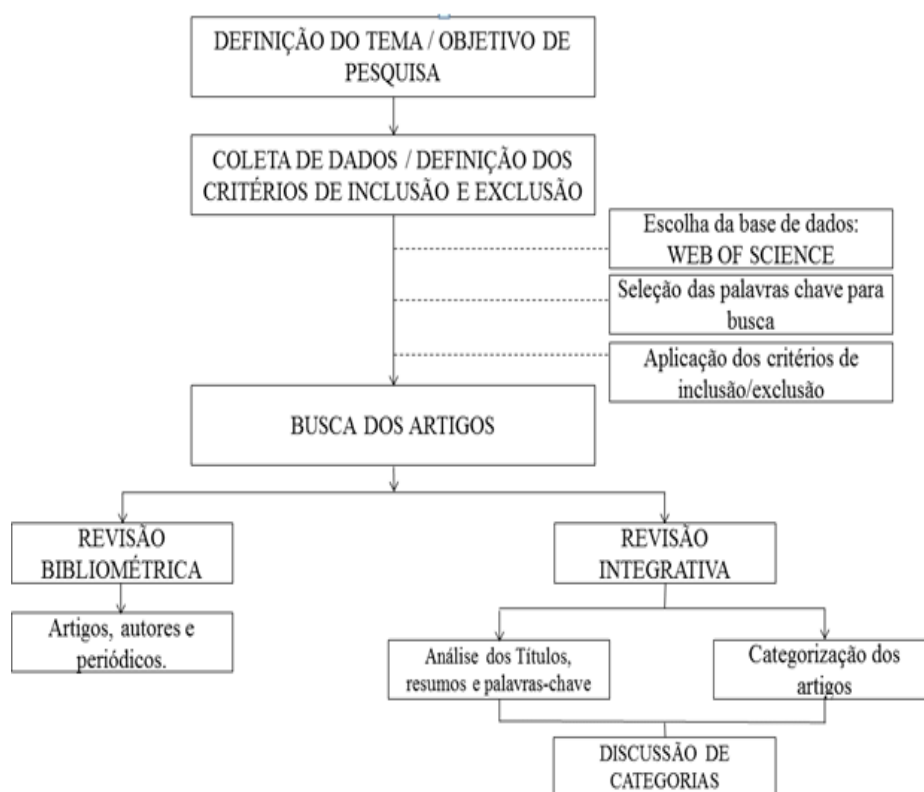 DEFINIÇÃO DO TEMA / OBJETIVO DE
PESQUISA
COLETA DE DADOS / DEFINIÇÃO DOS
CRITÉRIOS DE INCLUSÃO E EXCLUSÃO
Escolha da base de dados:
WEB OF SCIENCE
Seleção das palavras chave para
busca
Aplicação dos critérios de
inclusão/exclusão
BUSCA DOS ARTIGOS
REVISÃO
BIBLIOMÉTRICA
Artigos, autores e
periódicos.
REVISÃO
INTEGRATIVA
Análise dos Títulos,
resumos e palavras-chave
Categorização dos
artigos
DISCUSSÃO DE
CATEGORIAS